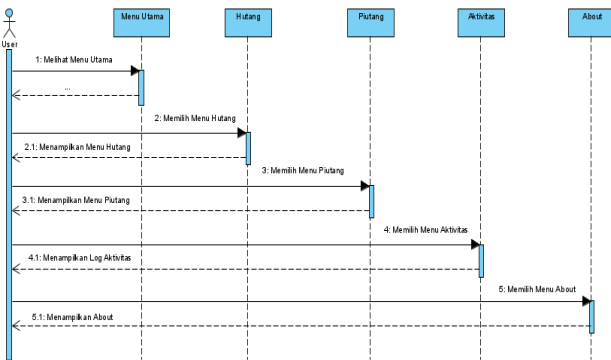 Menu Utama
Hutang
Piutang
Aktivitas
About
User
1: Melihat Menu Utama
...
2: Memilih Menu Hutang
2.1: Menampilkan Menu Hutang
3: Memilih Menu Piutang
3.1: Menampilkan Menu Piutang
4: Memilih Menu Aktivitas
4.1: Menampilkan Log Aktivitas
5: Memilih Menu About
5.1: Menampilkan About